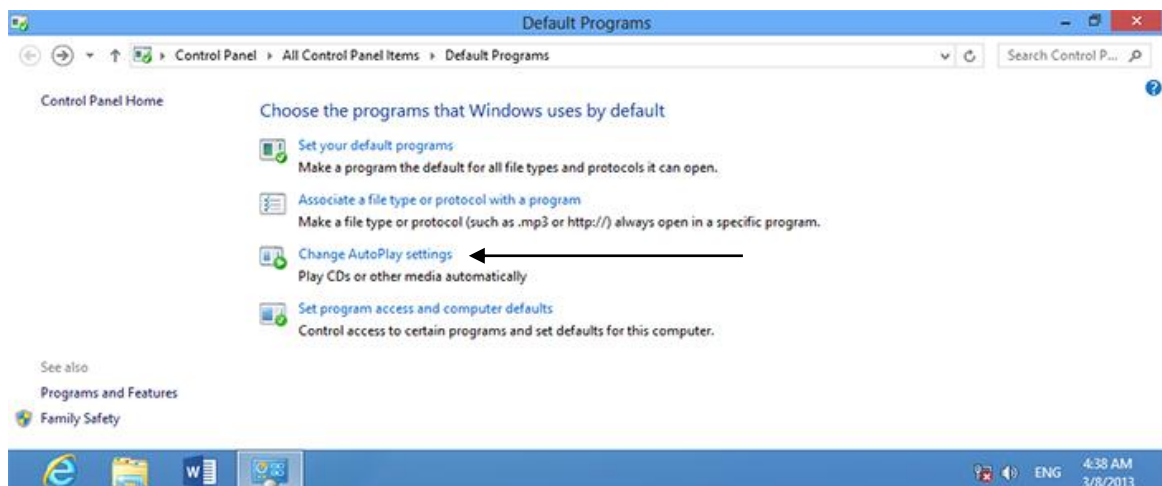 Default Programs
Control Panel All Control Panel Items Default Programs
Search Control P...
Control Panel Home
Choose the programs that Windows uses by default
Set your default programs
Make a program the default for all file types and protocols it can open.
Associate a file type or protocol with a program
Make a file type or protocol (such as .mp3 or http://) always open in a specific program.
Change AutoPlay settings
Play CDs or other media automatically
Set program access and computer defaults
Control access to certain programs and set defaults for this computer.
See also
Programs and Features
Family Safety
ENG
4:38 AM
3/8/2013